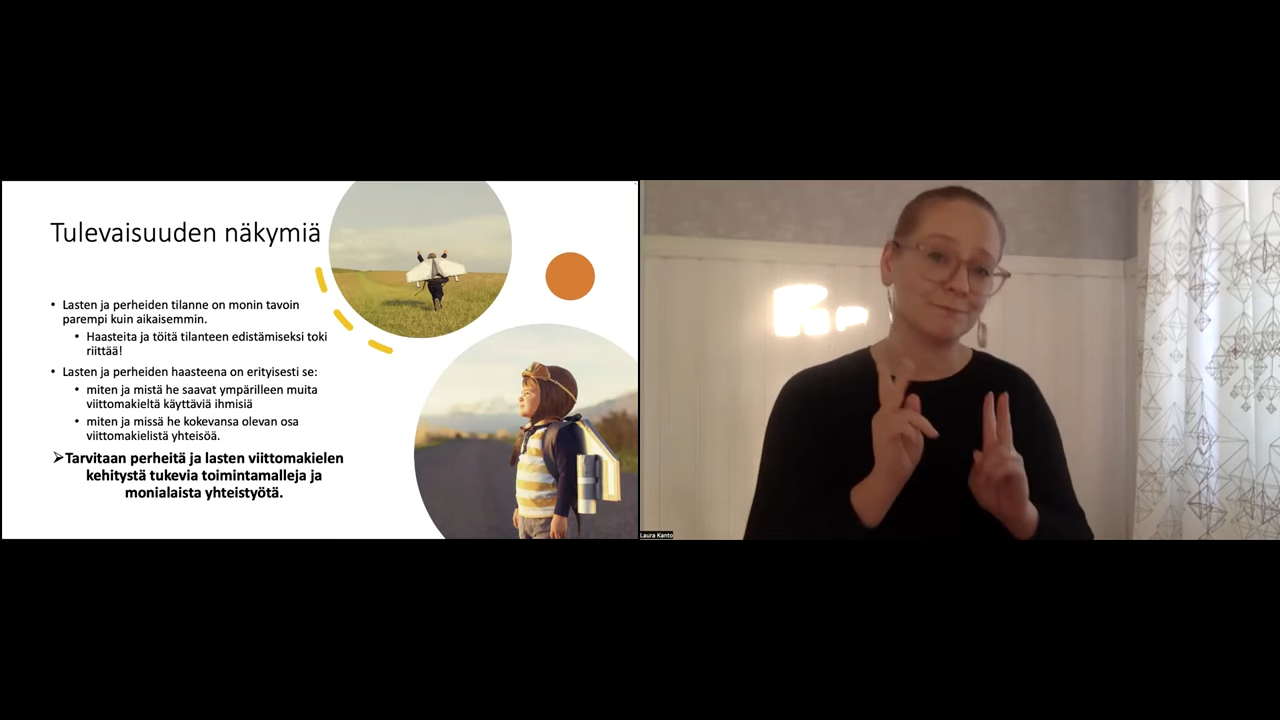 Tulevaisuuden näkymiä
• Lasten ja perheiden tilanne on monin tavoin
parempi kuin aikaisemmin.
• Haasteita ja töitä tilanteen edistämiseksi toki
riittää!
• Lasten ja perheiden haasteena on erityisesti se:
• miten ja mistä he saavat ympärilleen muita
viittomakieltä käyttäviä ihmisiä
• miten ja missä he kokevansa olevan osa
viittomakielistä yhteisöä.
➢Tarvitaan perheitä ja lasten viittomakielen
kehitystä tukevia toimintamalleja ja
monialaista yhteistyötä.
Laura Kanto